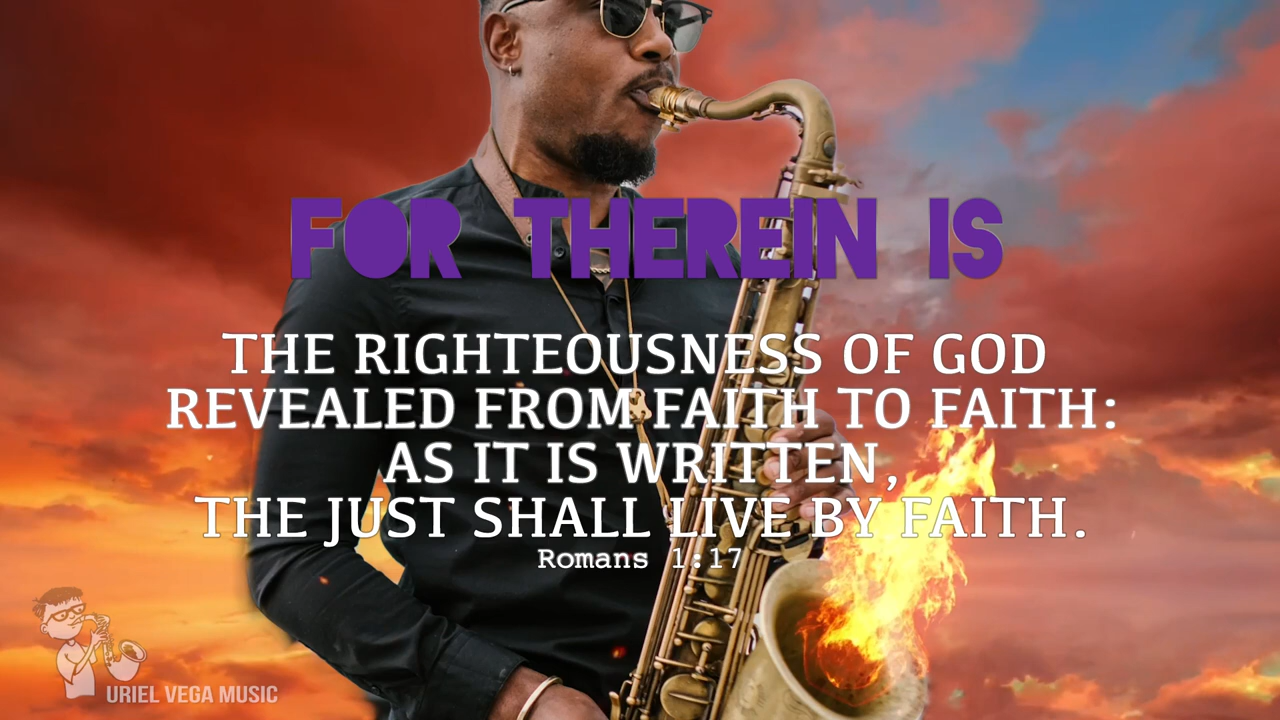 FOR THEREIN IS
THE RIGHTEOUSNESS OF GOD
REVEALED FROM FAITH TO FAITH:
AS IT IS WRITTEN,
THE JUST SHALL LIVE BY FAITH.
Romans 1:17
URIEL VEGA MUSIC